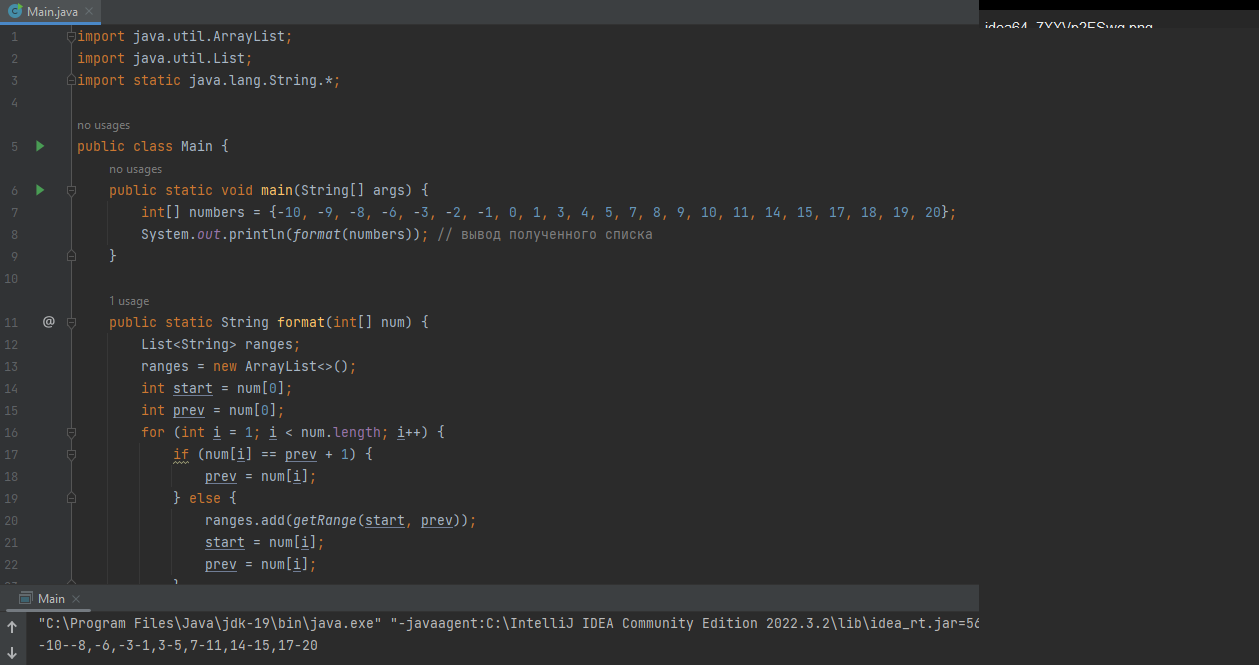 Main.java
idea64_7XXVp2FSwg.png
1 import java.util.ArrayList;
2 import java.util.List;
3 import static java.lang.String.*;
4
no usages
5 public class Main {
no usages
6 public static void main(String[] args) {
7 int[] numbers = {-10, -9, -8, -6, -3, -2, -1, 0, 1, 3, 4, 5, 7, 8, 9, 10, 11, 14, 15, 17, 18, 19, 20};
8 System.out.println(format(numbers)); // вывод полученного списка
9 }
10
1 usage
11 @ public static String format(int[] num) {
12 List<String> ranges;
13 ranges = new ArrayList<>();
14 int start = num[0];
15 int prev = num[0];
16 for (int i = 1; i < num.length; i++) {
17 if (num[i] == prev + 1) {
18 prev = num[i];
19 } else {
20 ranges.add(getRange(start, prev));
21 start = num[i];
22 prev = num[i];
Main
"C:\Program Files\Java\jdk-19\bin\java.exe" "-javaagent:C:\IntelliJ IDEA Community Edition 2022.3.2\lib\idea_rt.jar=56
-10--8,-6,-3-1,3-5,7-11,14-15,17-20